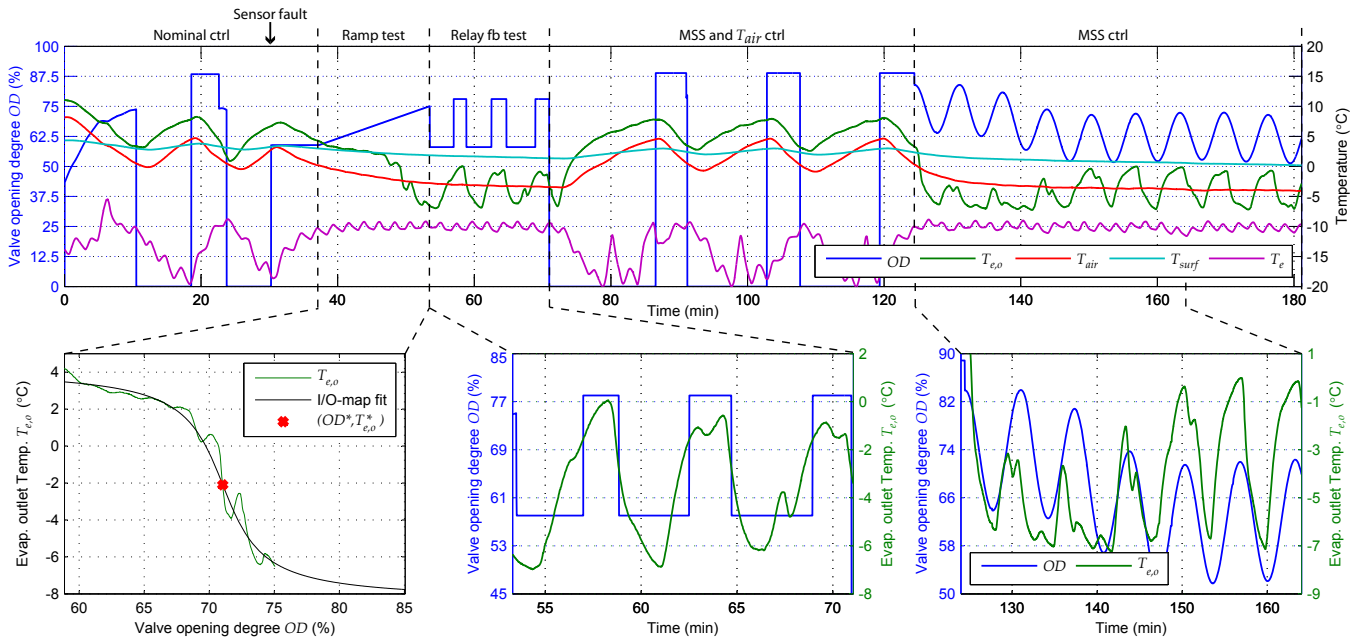 Sensor fault
Nominal ctrl
Ramp test
Relay fb test
MSS and T_air ctrl
MSS ctrl
Valve opening degree OD (%)
100
87.5
75
62.5
50
37.5
25
12.5
0
Temperature (°C)
20
15
10
5
0
-5
-10
-15
-20
OD
T_e,o
T_air
T_surf
T_e
0 20 40 60 80 100 120 140 160 180
Time (min)
Evap. outlet Temp. T_e,o (°C)
4
2
0
-2
-4
-6
-8
T_e,o
I/O-map fit
(OD*,T*_e,o)
60 65 70 75 80 85
Valve opening degree OD (%)
Valve opening degree OD (%)
85
77
69
61
53
45
2
0
-2
-4
-6
-8
Evap. outlet Temp. T_e,o (°C)
55 60 65 70
Time (min)
Valve opening degree OD (%)
90
82
74
66
58
50
1
-1
-3
-5
-7
-9
Evap. outlet Temp. T_e,o (°C)
OD
T_e,o
130 140 150 160
Time (min)